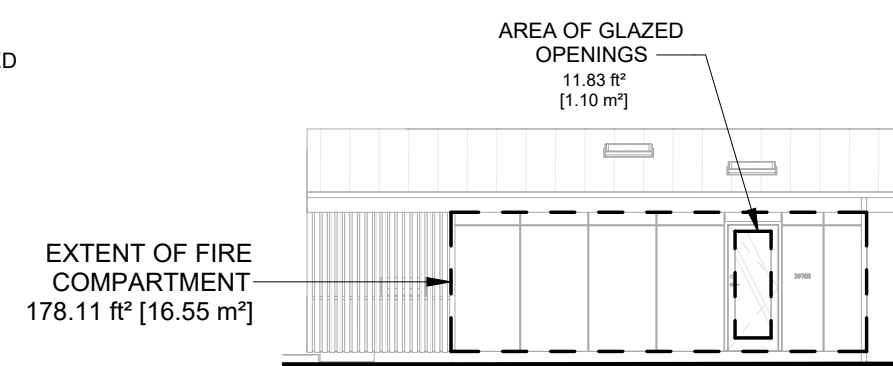 AREA OF GLAZED
OPENINGS
11.83 ft²
[1.10 m²]
EXTENT OF FIRE
COMPARTMENT
178.11 ft² [16.55 m²]